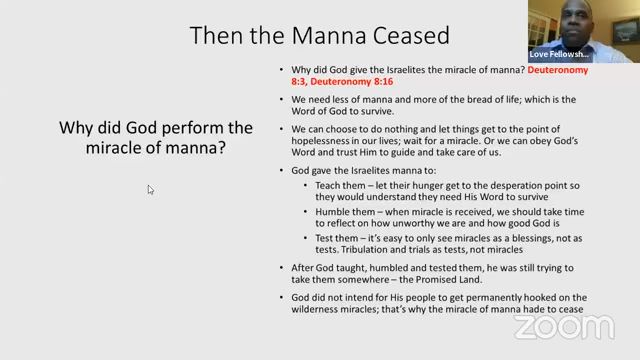 Then the Manna Ceased
Love Fellowsh...
Why did God perform the
miracle of manna?
• Why did God give the Israelites the miracle of manna? Deuteronomy
8:3, Deuteronomy 8:16
• We need less of manna and more of the bread of life; which is the
Word of God to survive.
• We can choose to do nothing and let things get to the point of
hopelessness in our lives; wait for a miracle. Or we can obey God's
Word and trust Him to guide and take care of us.
• God gave the Israelites manna to:
• Teach them – let their hunger get to the desperation point so
they would understand they need His Word to survive
• Humble them – when miracle is received, we should take time
to reflect on how unworthy we are and how good God is
• Test them – it's easy to only see miracles as a blessings, not as
tests. Tribulation and trials as tests, not miracles
• After God taught, humbled and tested them, he was still trying to
take them somewhere – the Promised Land.
• God did not intend for His people to get permanently hooked on the
wilderness miracles; that's why the miracle of manna hade to cease
zoom